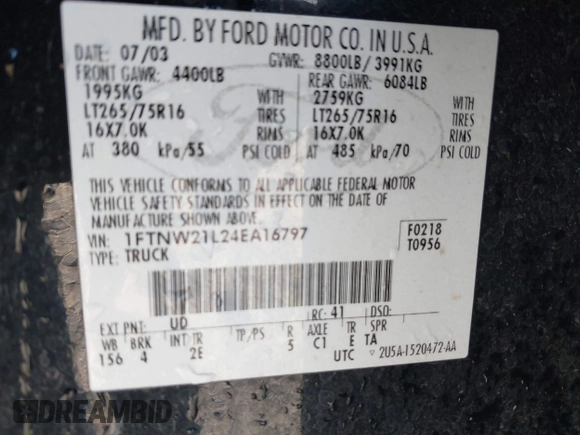 MFD. BY FORD MOTOR CO. IN U.S.A.
DATE: 07/03 GVWR: 8800LB/ 3991KG
FRONT GAWR: 4400LB REAR GAWR: 6084LB
1995KG WITH 2759KG WITH
LT265/75R16 TIRES LT265/75R16 TIRES
16X7.0K RIMS 16X7.0K RIMS
AT 380 kPa/55 PSI COLD AT 485 kPa/70 PSI COLD
THIS VEHICLE CONFORMS TO ALL APPLICABLE FEDERAL MOTOR
VEHICLE SAFETY STANDARDS IN EFFECT ON THE DATE OF
MANUFACTURE SHOWN ABOVE.
VIN: 1FTNW21L24EA16797 F0218
TYPE: TRUCK T0956
EXT PNT: UD RC: 41 DSO:
WB BRK INT TR TP/PS R AXLE TR SPR
156 4 2E 5 C1 E TA
UTC ▽ 2U5A-1520472-AA
Ford
DREAMBID